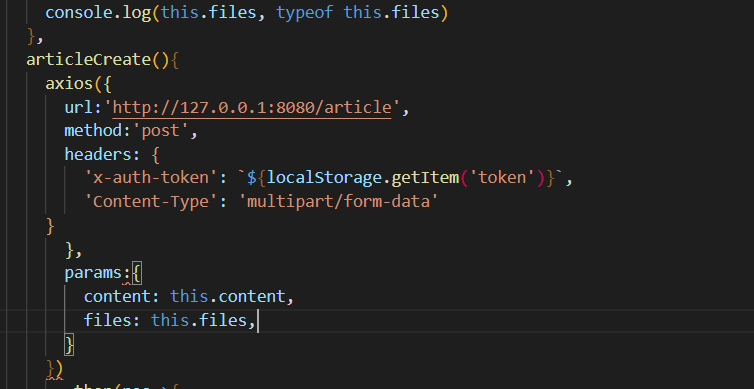 console.log(this.files, typeof this.files)
},
articleCreate(){
axios({
url:'http://127.0.0.1:8080/article',
method:'post',
headers: {
'x-auth-token': `${localStorage.getItem('token')}`,
'Content-Type': 'multipart/form-data'
}
},
params:{
content: this.content,
files: this.files,
}
})